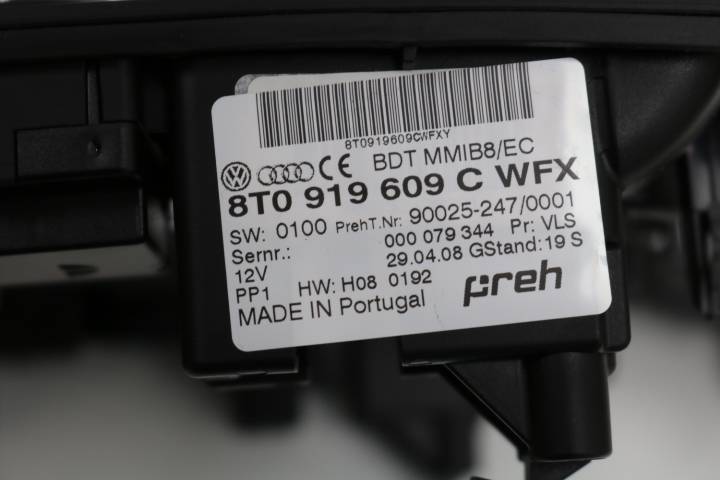 8T0919609CWFXY
CE BDT MMIB8/EC
8T0 919 609 C WFX
SW: 0100 PrehT.Nr: 90025-247/0001
Sernr.: 000 079 344 Pr: VLS
12V 29.04.08 GStand: 19 S
PP1 HW: H08 0192
MADE IN Portugal preh